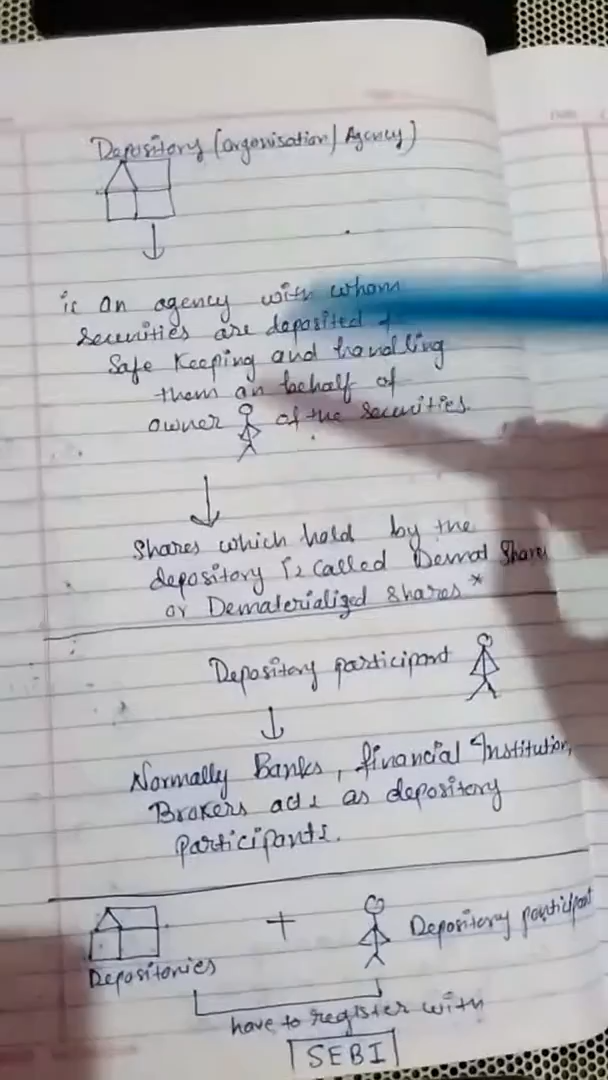 Depository (Organisation/Agency)
is an agency with whom
securities are deposited
Safe Keeping and handling
them an behalf of
owner of the securities.
Shares which hold by the
depository is called Demat Shares
or Dematerialized shares *
Depository participant
Normally Banks, financial Institution,
Brokers acts as depository
participants.
+ Depository participant
Depositories
have to register with
SEBI